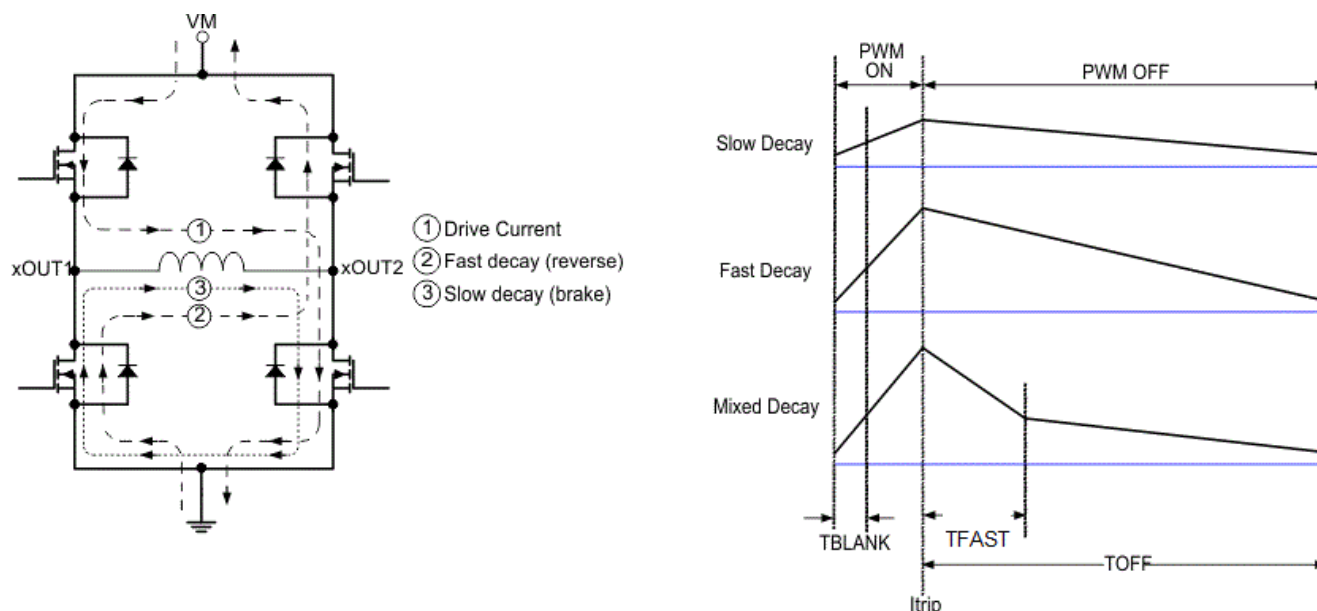 VM
xOUT1
xOUT2
1
3
2
1 Drive Current
2 Fast decay (reverse)
3 Slow decay (brake)
PWM
ON
PWM OFF
Slow Decay
Fast Decay
Mixed Decay
TBLANK
TFAST
TOFF
Itrip